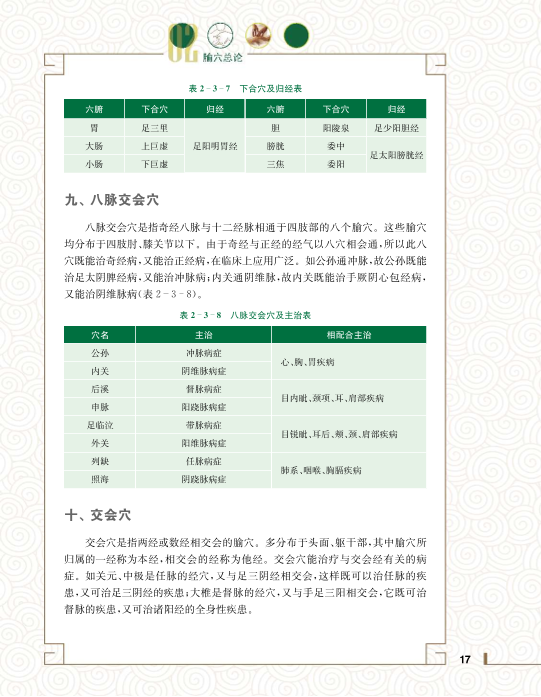 02
腧穴总论
表 2-3-7 下合穴及归经表
六腑 下合穴 归经 六腑 下合穴 归经
胃 足三里 足阳明胃经 胆 阳陵泉 足少阳胆经
大肠 上巨虚 膀胱 委中 足太阳膀胱经
小肠 下巨虚 三焦 委阳
九、八脉交会穴
八脉交会穴是指奇经八脉与十二经脉相通于四肢部的八个腧穴。这些腧穴
均分布于四肢肘、膝关节以下。由于奇经与正经的经气以八穴相会通,所以此八
穴既能治奇经病,又能治正经病,在临床上应用广泛。如公孙通冲脉,故公孙既能
治足太阴脾经病,又能治冲脉病;内关通阴维脉,故内关既能治手厥阴心包经病,
又能治阴维脉病(表 2-3-8)。
表 2-3-8 八脉交会穴及主治表
穴名 主治 相配合主治
公孙 冲脉病症 心、胸、胃疾病
内关 阴维脉病症
后溪 督脉病症 目内眦、颈项、耳、肩部疾病
申脉 阳跷脉病症
足临泣 带脉病症 目锐眦、耳后、颊、颈、肩部疾病
外关 阳维脉病症
列缺 任脉病症 肺系、咽喉、胸膈疾病
照海 阴跷脉病症
十、交会穴
交会穴是指两经或数经相交会的腧穴。多分布于头面、躯干部,其中腧穴所
归属的一经称为本经,相交会的经称为他经。交会穴能治疗与交会经有关的病
症。如关元、中极是任脉的经穴,又与足三阴经相交会,这样既可以治任脉的疾
患,又可治足三阴经的疾患;大椎是督脉的经穴,又与手足三阳相交会,它既可治
督脉的疾患,又可治诸阳经的全身性疾患。
17